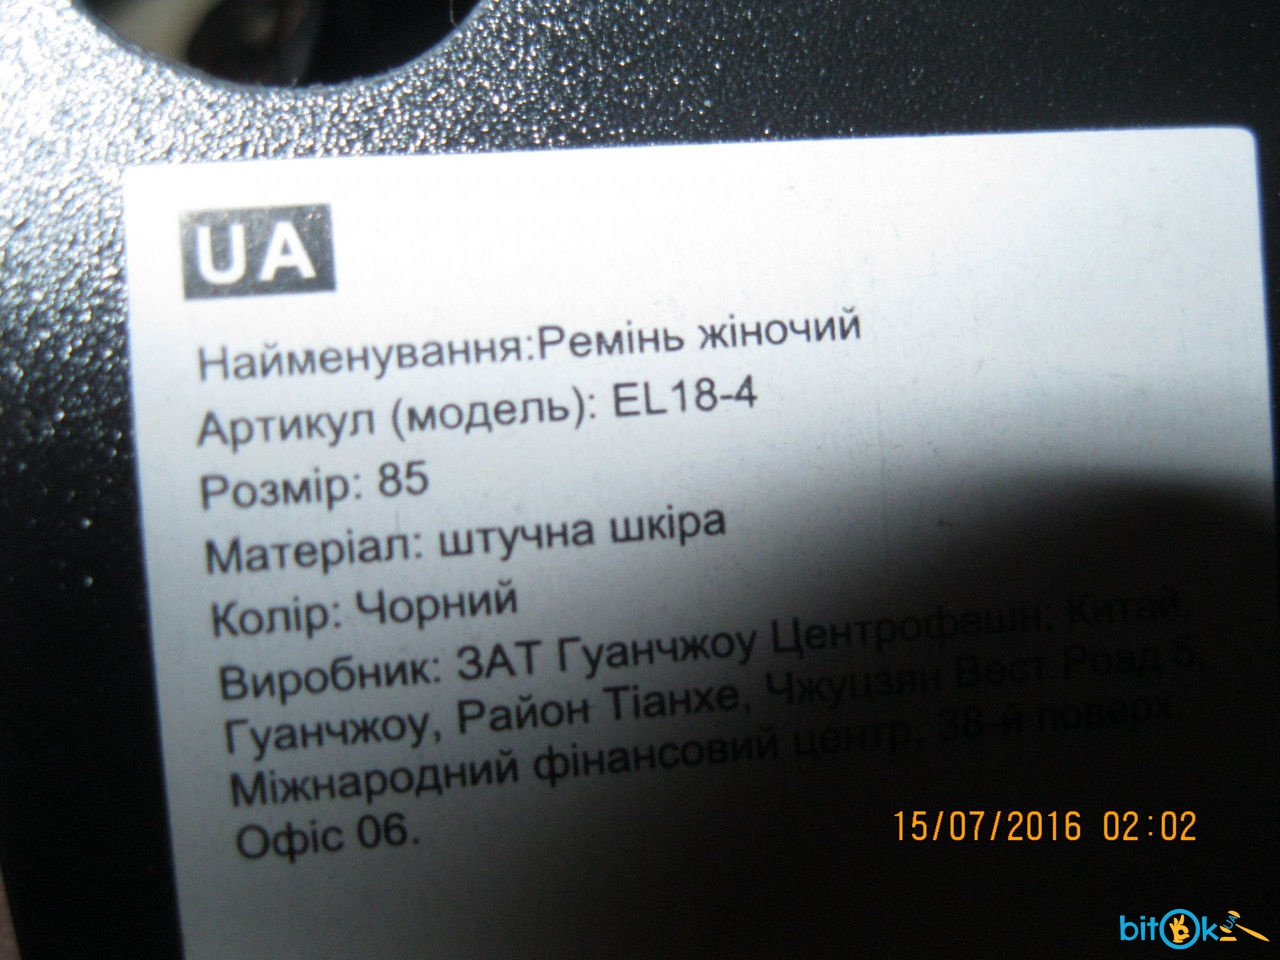 UA
Найменування:Ремінь жіночий
Артикул (модель): EL18-4
Розмір: 85
Матеріал: штучна шкіра
Колір: Чорний
Виробник: ЗАТ Гуанчжоу Центрофешн; Китай,
Гуанчжоу, Район Тіанхе, Чжуцзян Вест Роад 5
Міжнародний фінансовий центр, 38-й поверх,
Офіс 06.
15/07/2016 02:02
bitOk UA